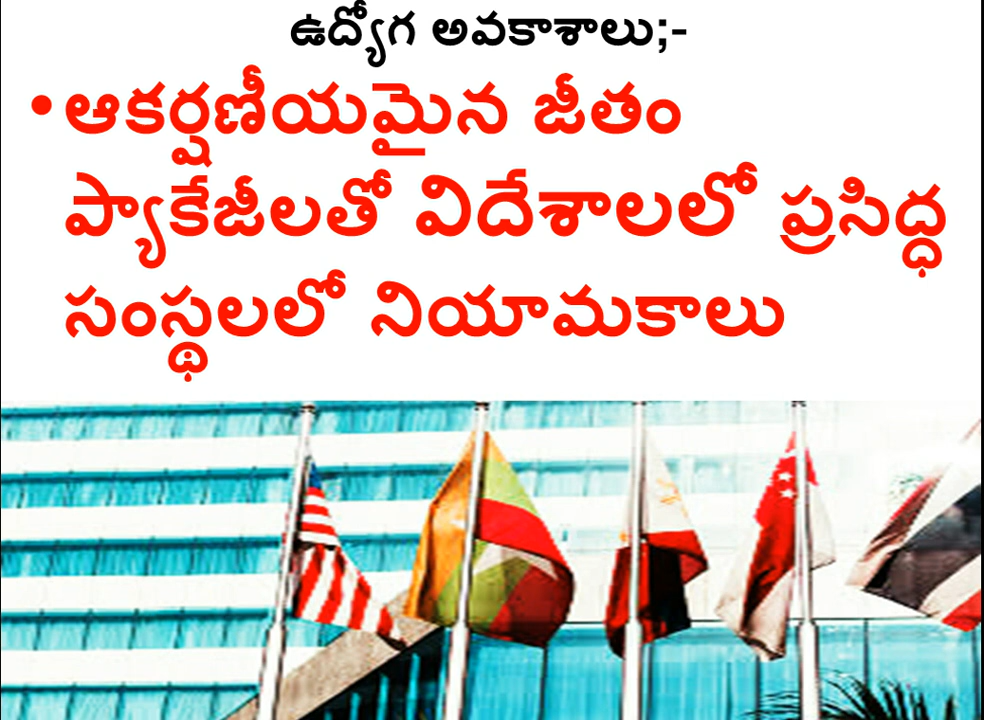 ఉద్యోగ అవకాశాలు;-
•ఆకర్షణీయమైన జీతం
ప్యాకేజీలతో విదేశాలలో ప్రసిద్ధ
సంస్థలలో నియామకాలు